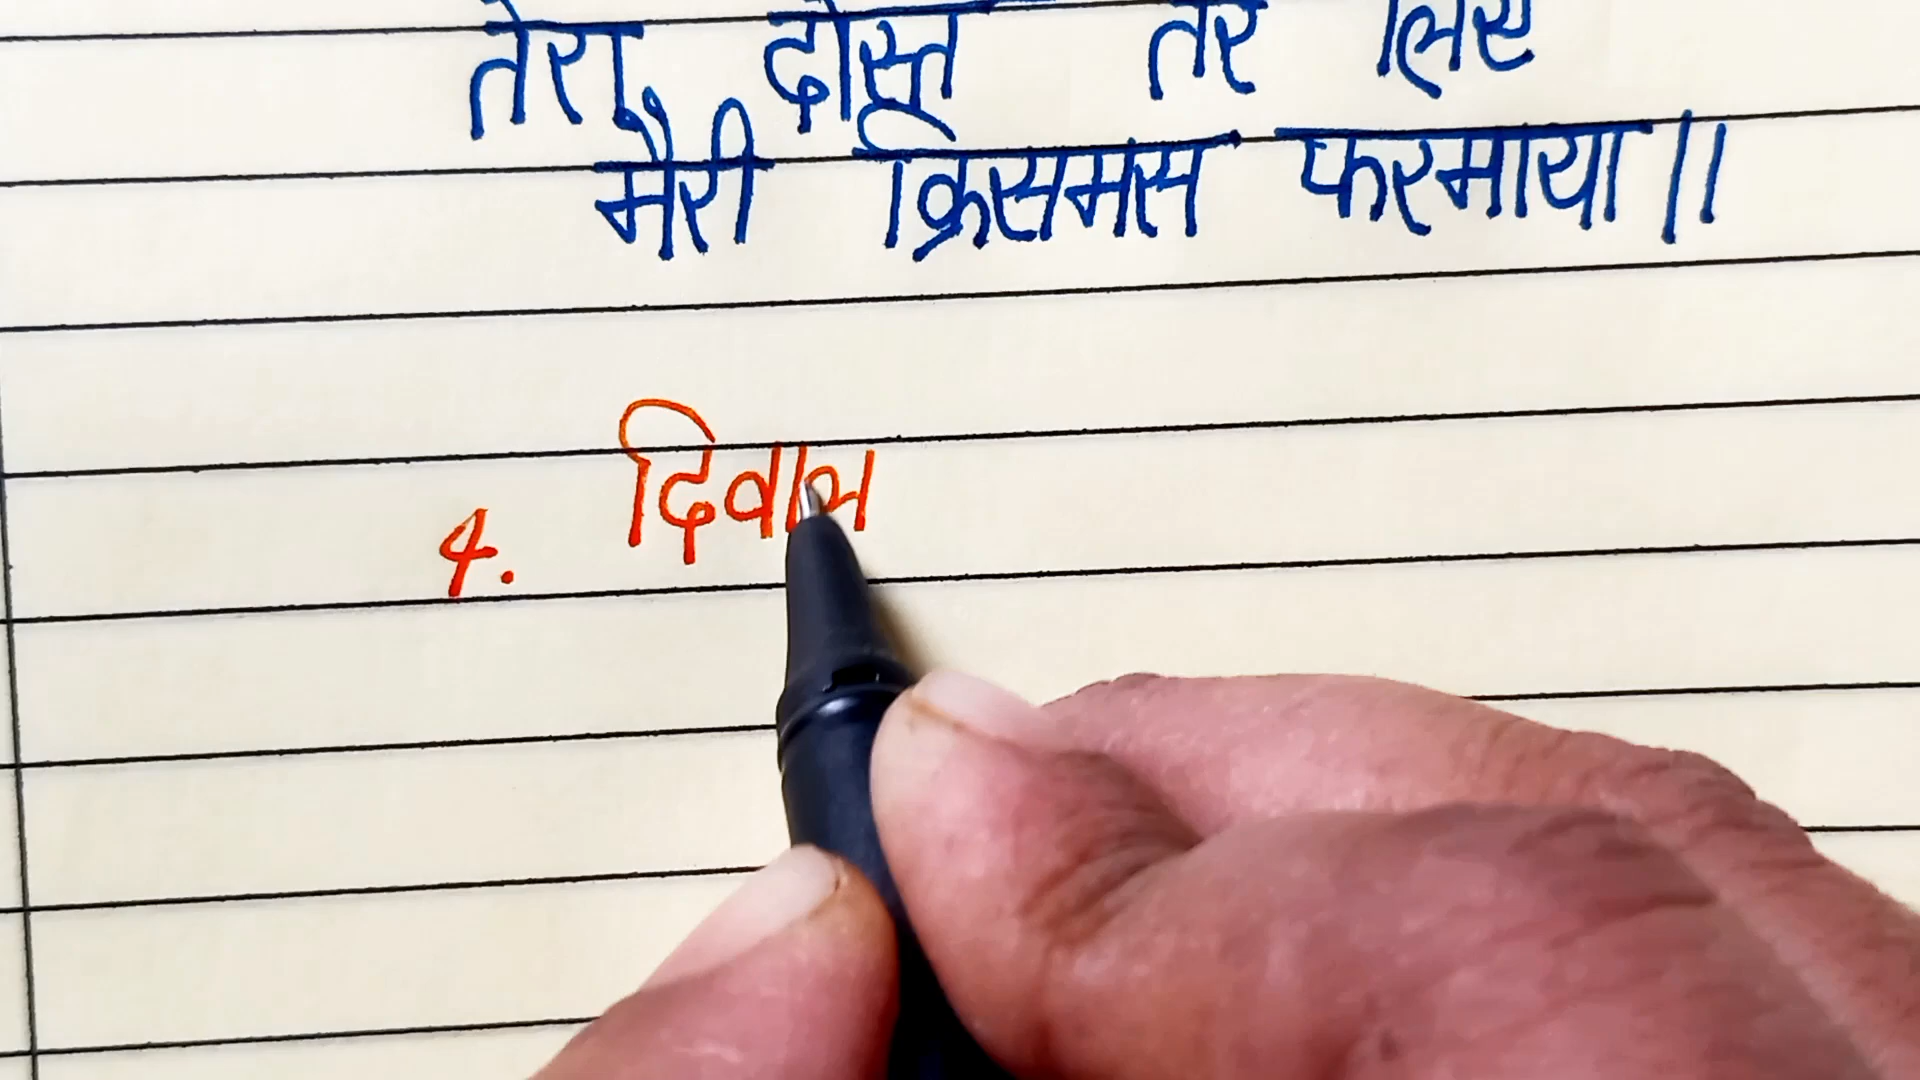 तेरा दोस्त तेरे लिए
मैरी क्रिसमस फरमाया ||
4. दिवाल